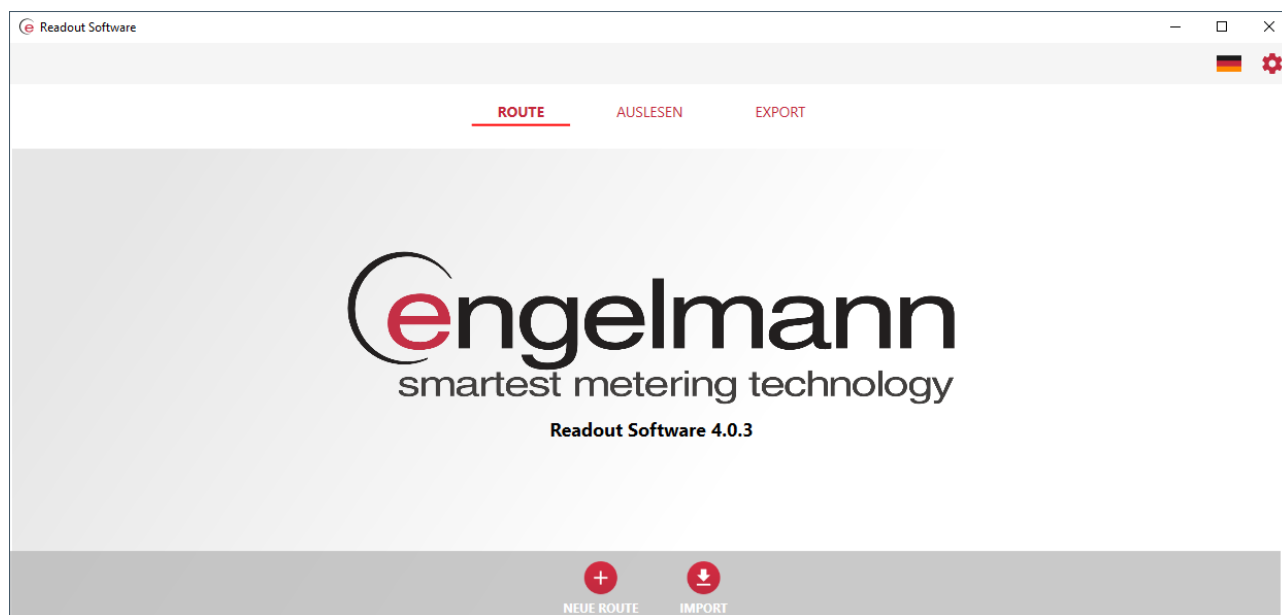 Readout Software
ROUTE AUSLESEN EXPORT
engelmann
smartest metering technology
Readout Software 4.0.3
NEUE ROUTE IMPORT